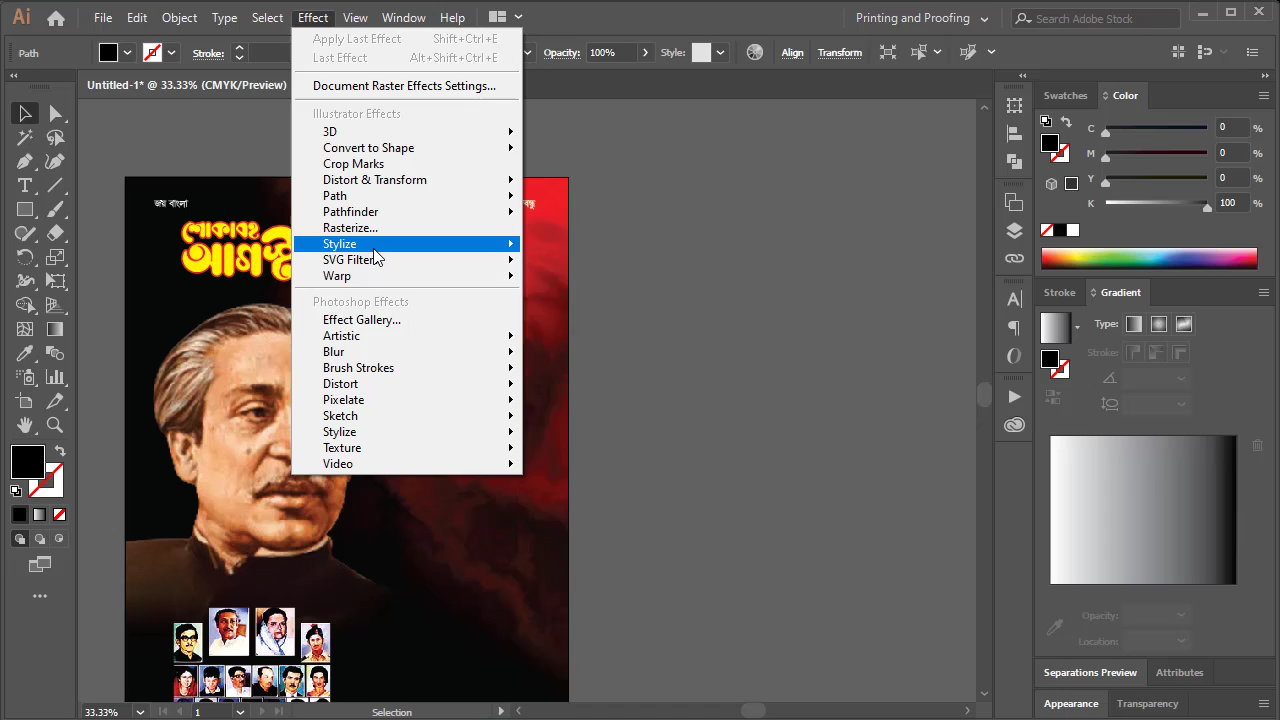 Ai File Edit Object Type Select Effect View Window Help Printing and Proofing Search Adobe Stock
Path Stroke: Opacity: 100% Style: Align Transform
Untitled-1* @ 33.33% (CMYK/Preview)
Apply Last Effect Shift+Ctrl+E
Last Effect Alt+Shift+Ctrl+E
Document Raster Effects Settings...
Illustrator Effects
3D
Convert to Shape
Crop Marks
Distort & Transform
Path
Pathfinder
Rasterize...
Stylize
SVG Filters
Warp
Photoshop Effects
Effect Gallery...
Artistic
Blur
Brush Strokes
Distort
Pixelate
Sketch
Stylize
Texture
Video
জয় বাংলা
শোকাবহ
আগস্ট
Swatches Color
C 0 %
M 0 %
Y 0 %
K 100 %
Stroke Gradient
Type:
Stroke:
Opacity:
Location:
Separations Preview Attributes
Appearance Transparency
33.33% 1 Selection